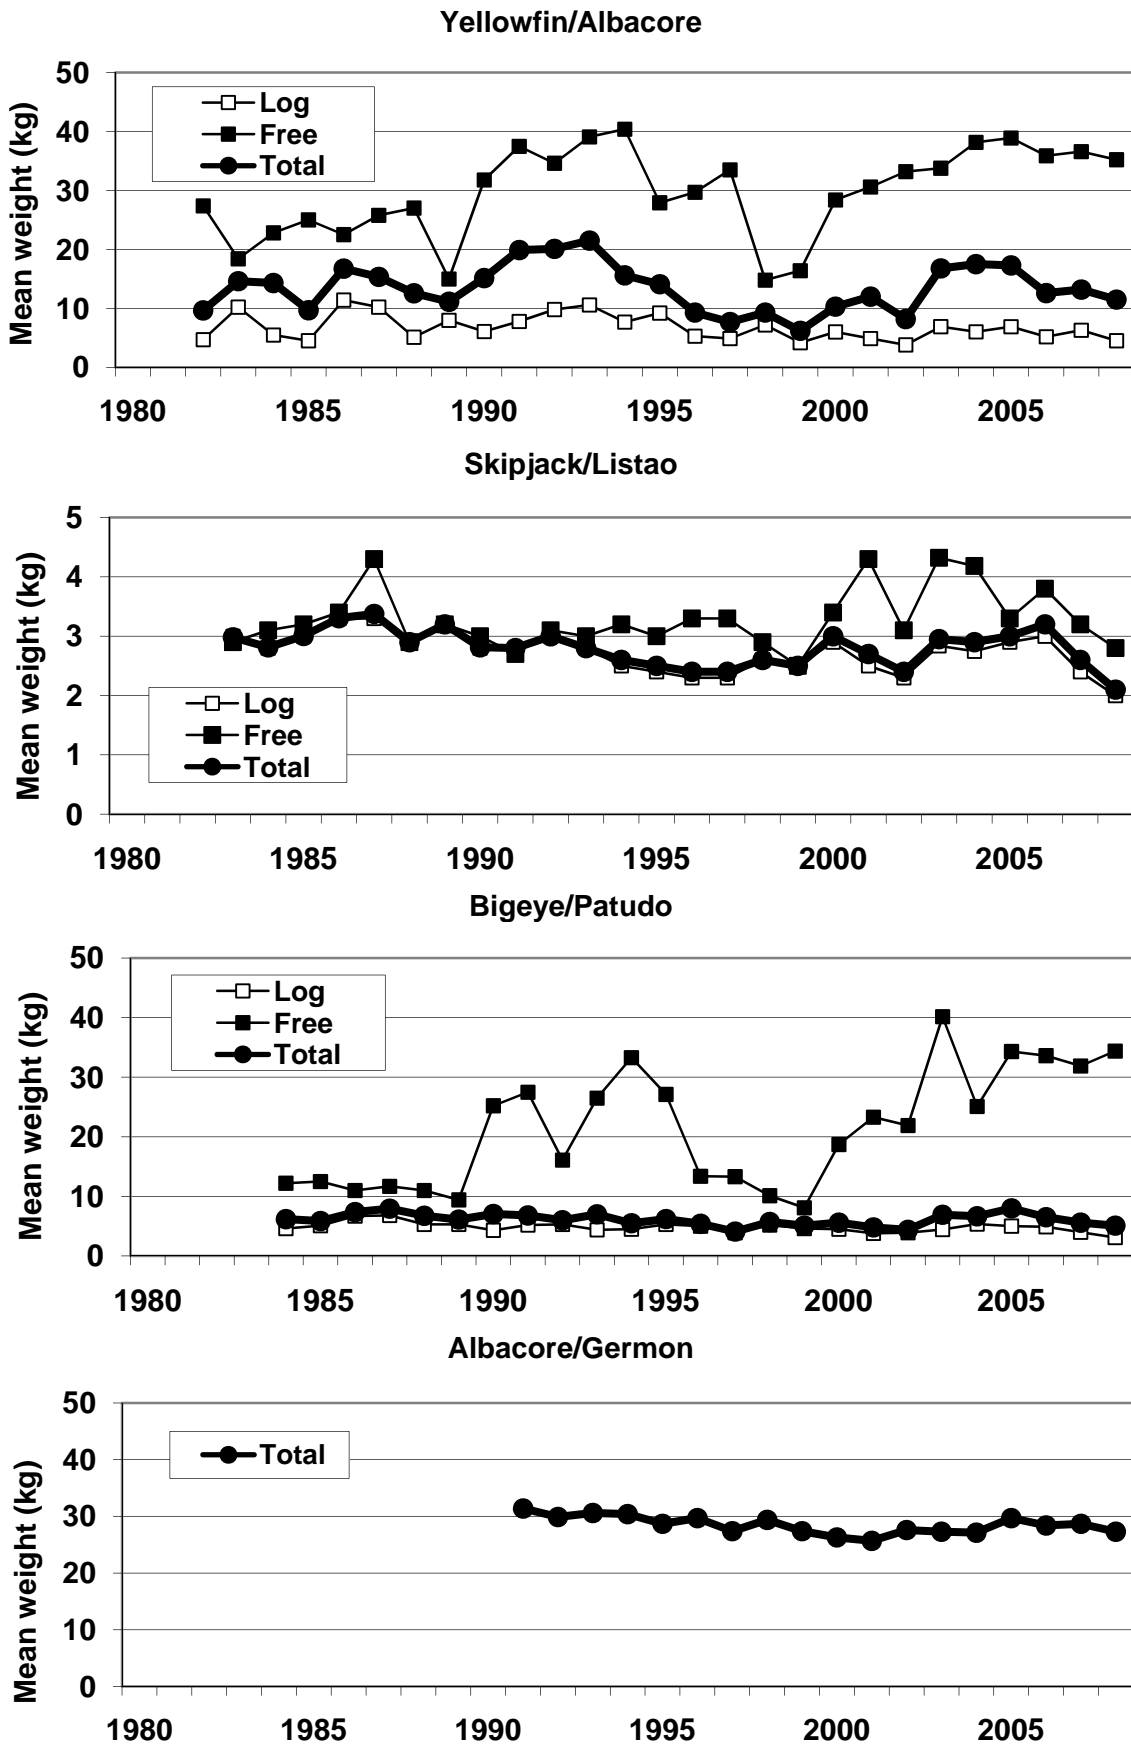 Yellowfin/Albacore
Mean weight (kg)
50
40
30
20
10
0
Log
Free
Total
1980 1985 1990 1995 2000 2005
Skipjack/Listao
Mean weight (kg)
5
4
3
2
1
0
Log
Free
Total
1980 1985 1990 1995 2000 2005
Bigeye/Patudo
Mean weight (kg)
50
40
30
20
10
0
Log
Free
Total
1980 1985 1990 1995 2000 2005
Albacore/Germon
Mean weight (kg)
50
40
30
20
10
0
Total
1980 1985 1990 1995 2000 2005